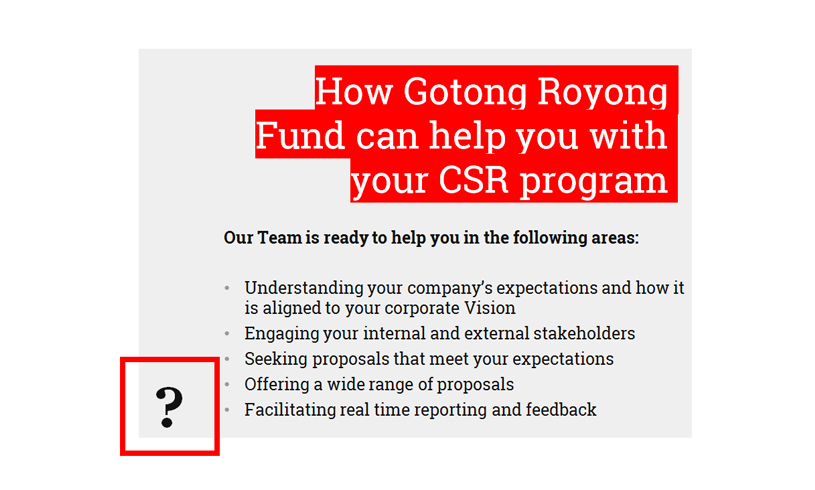 How Gotong Royong
Fund can help you with
your CSR program
Our Team is ready to help you in the following areas:
• Understanding your company’s expectations and how it
is aligned to your corporate Vision
• Engaging your internal and external stakeholders
• Seeking proposals that meet your expectations
• Offering a wide range of proposals
• Facilitating real time reporting and feedback
?